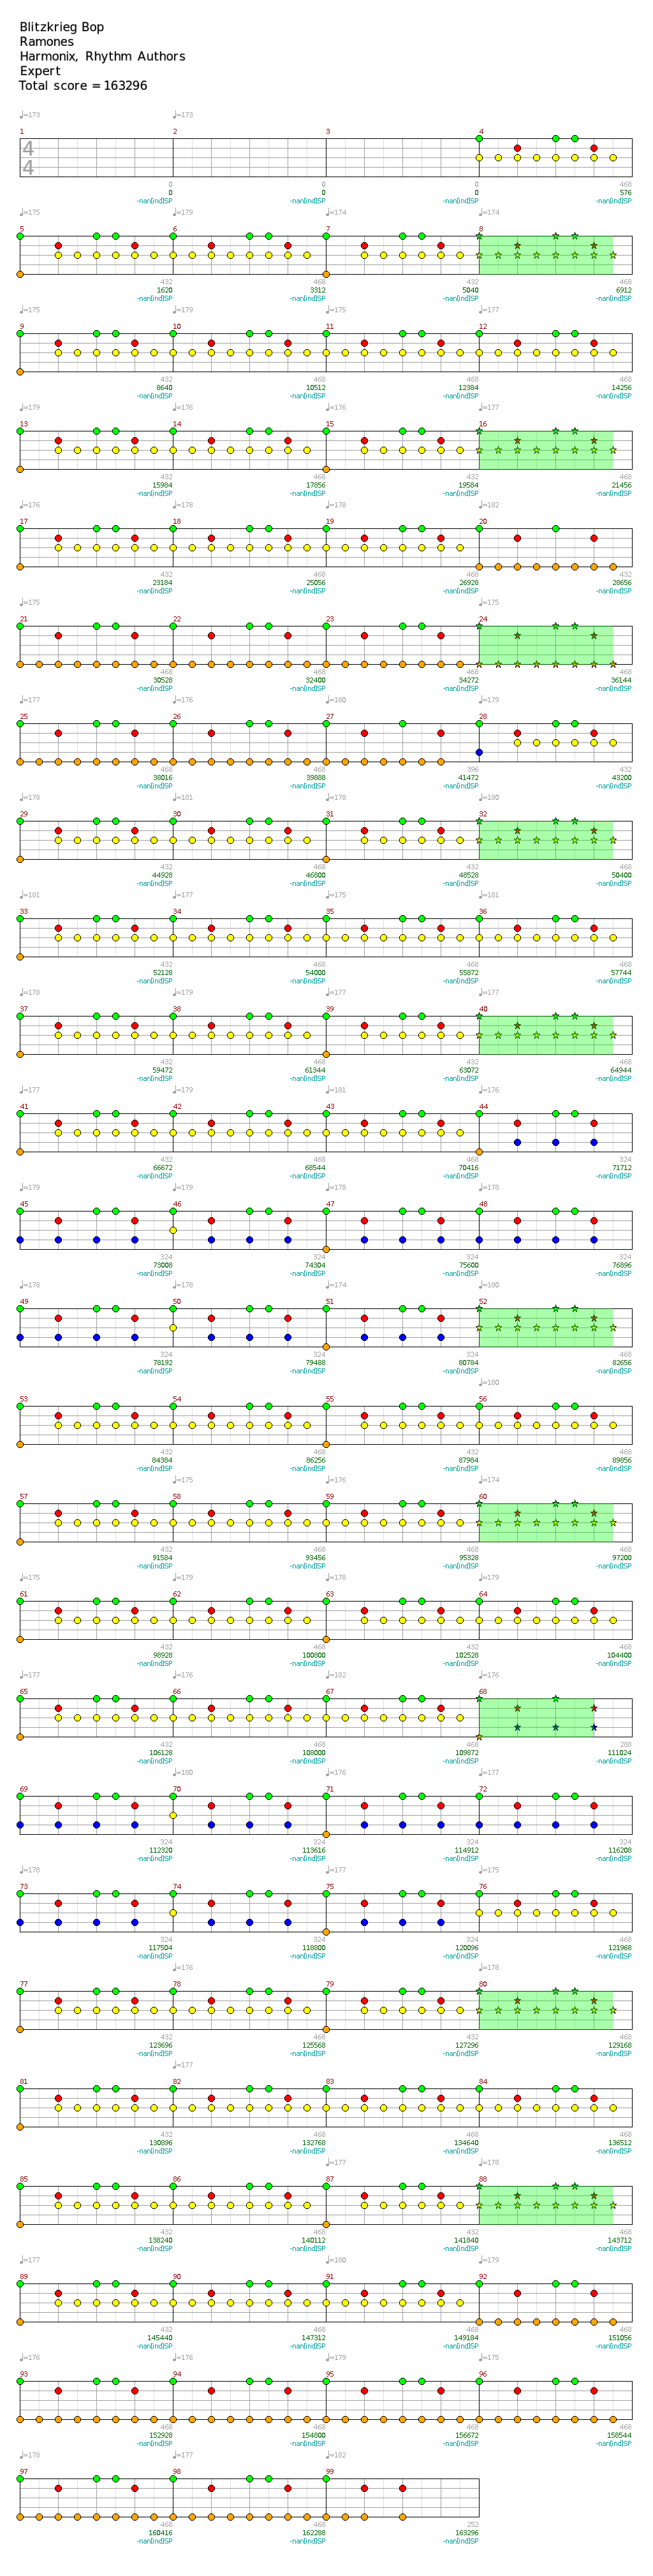 Blitzkrieg Bop
Ramones
Harmonix, Rhythm Authors
Expert
Total score = 163296
♩=173 ♩=173
1 2 3 4
4
4
0 0 0 468
0 0 0 576
-nan(ind)SP -nan(ind)SP -nan(ind)SP -nan(ind)SP
♩=175 ♩=179 ♩=174 ♩=174
5 6 7 8
432 468 432 468
1620 3312 5040 6912
-nan(ind)SP -nan(ind)SP -nan(ind)SP -nan(ind)SP
♩=175 ♩=179 ♩=175 ♩=177
9 10 11 12
432 468 468 468
8640 10512 12384 14256
-nan(ind)SP -nan(ind)SP -nan(ind)SP -nan(ind)SP
♩=179 ♩=176 ♩=176 ♩=177
13 14 15 16
432 468 432 468
15984 17856 19584 21456
-nan(ind)SP -nan(ind)SP -nan(ind)SP -nan(ind)SP
♩=176 ♩=178 ♩=178 ♩=182
17 18 19 20
432 468 468 432
23184 25056 26928 28656
-nan(ind)SP -nan(ind)SP -nan(ind)SP -nan(ind)SP
♩=175 ♩=175
21 22 23 24
468 468 468 468
30528 32400 34272 36144
-nan(ind)SP -nan(ind)SP -nan(ind)SP -nan(ind)SP
♩=177 ♩=176 ♩=180 ♩=179
25 26 27 28
468 468 396 432
38016 39888 41472 43200
-nan(ind)SP -nan(ind)SP -nan(ind)SP -nan(ind)SP
♩=178 ♩=181 ♩=178 ♩=180
29 30 31 32
432 468 432 468
44928 46800 48528 50400
-nan(ind)SP -nan(ind)SP -nan(ind)SP -nan(ind)SP
♩=181 ♩=177 ♩=175 ♩=181
33 34 35 36
432 468 468 468
52128 54000 55872 57744
-nan(ind)SP -nan(ind)SP -nan(ind)SP -nan(ind)SP
♩=178 ♩=179 ♩=177 ♩=177
37 38 39 40
432 468 432 468
59472 61344 63072 64944
-nan(ind)SP -nan(ind)SP -nan(ind)SP -nan(ind)SP
♩=177 ♩=179 ♩=181 ♩=176
41 42 43 44
432 468 468 324
66672 68544 70416 71712
-nan(ind)SP -nan(ind)SP -nan(ind)SP -nan(ind)SP
♩=179 ♩=179 ♩=178 ♩=178
45 46 47 48
324 324 324 324
73008 74304 75600 76896
-nan(ind)SP -nan(ind)SP -nan(ind)SP -nan(ind)SP
♩=178 ♩=178 ♩=174 ♩=180
49 50 51 52
324 324 324 468
78192 79488 80784 82656
-nan(ind)SP -nan(ind)SP -nan(ind)SP -nan(ind)SP
♩=180
53 54 55 56
432 468 432 468
84384 86256 87984 89856
-nan(ind)SP -nan(ind)SP -nan(ind)SP -nan(ind)SP
♩=175 ♩=176 ♩=174
57 58 59 60
432 468 468 468
91584 93456 95328 97200
-nan(ind)SP -nan(ind)SP -nan(ind)SP -nan(ind)SP
♩=175 ♩=177 ♩=178 ♩=179
61 62 63 64
432 468 432 468
98928 100800 102528 104400
-nan(ind)SP -nan(ind)SP -nan(ind)SP -nan(ind)SP
♩=177 ♩=176 ♩=182 ♩=176
65 66 67 68
432 468 468 288
106128 108000 109872 111024
-nan(ind)SP -nan(ind)SP -nan(ind)SP -nan(ind)SP
♩=180 ♩=176 ♩=177
69 70 71 72
324 324 324 324
112320 113616 114912 116208
-nan(ind)SP -nan(ind)SP -nan(ind)SP -nan(ind)SP
♩=178 ♩=176 ♩=177 ♩=175
73 74 75 76
324 324 324 468
117504 118800 120096 121968
-nan(ind)SP -nan(ind)SP -nan(ind)SP -nan(ind)SP
♩=176 ♩=178
77 78 79 80
432 468 432 468
123696 125568 127296 129168
-nan(ind)SP -nan(ind)SP -nan(ind)SP -nan(ind)SP
♩=177
81 82 83 84
432 468 468 468
130896 132768 134640 136512
-nan(ind)SP -nan(ind)SP -nan(ind)SP -nan(ind)SP
♩=177 ♩=178
85 86 87 88
432 468 432 468
138240 140112 141840 143712
-nan(ind)SP -nan(ind)SP -nan(ind)SP -nan(ind)SP
♩=177 ♩=176 ♩=180 ♩=179
89 90 91 92
432 468 468 468
145440 147312 149184 151056
-nan(ind)SP -nan(ind)SP -nan(ind)SP -nan(ind)SP
♩=176 ♩=176 ♩=179 ♩=175
93 94 95 96
468 468 468 468
152928 154800 156672 158544
-nan(ind)SP -nan(ind)SP -nan(ind)SP -nan(ind)SP
♩=178 ♩=177 ♩=182
97 98 99
468 468 252
160416 162288 163296
-nan(ind)SP -nan(ind)SP -nan(ind)SP